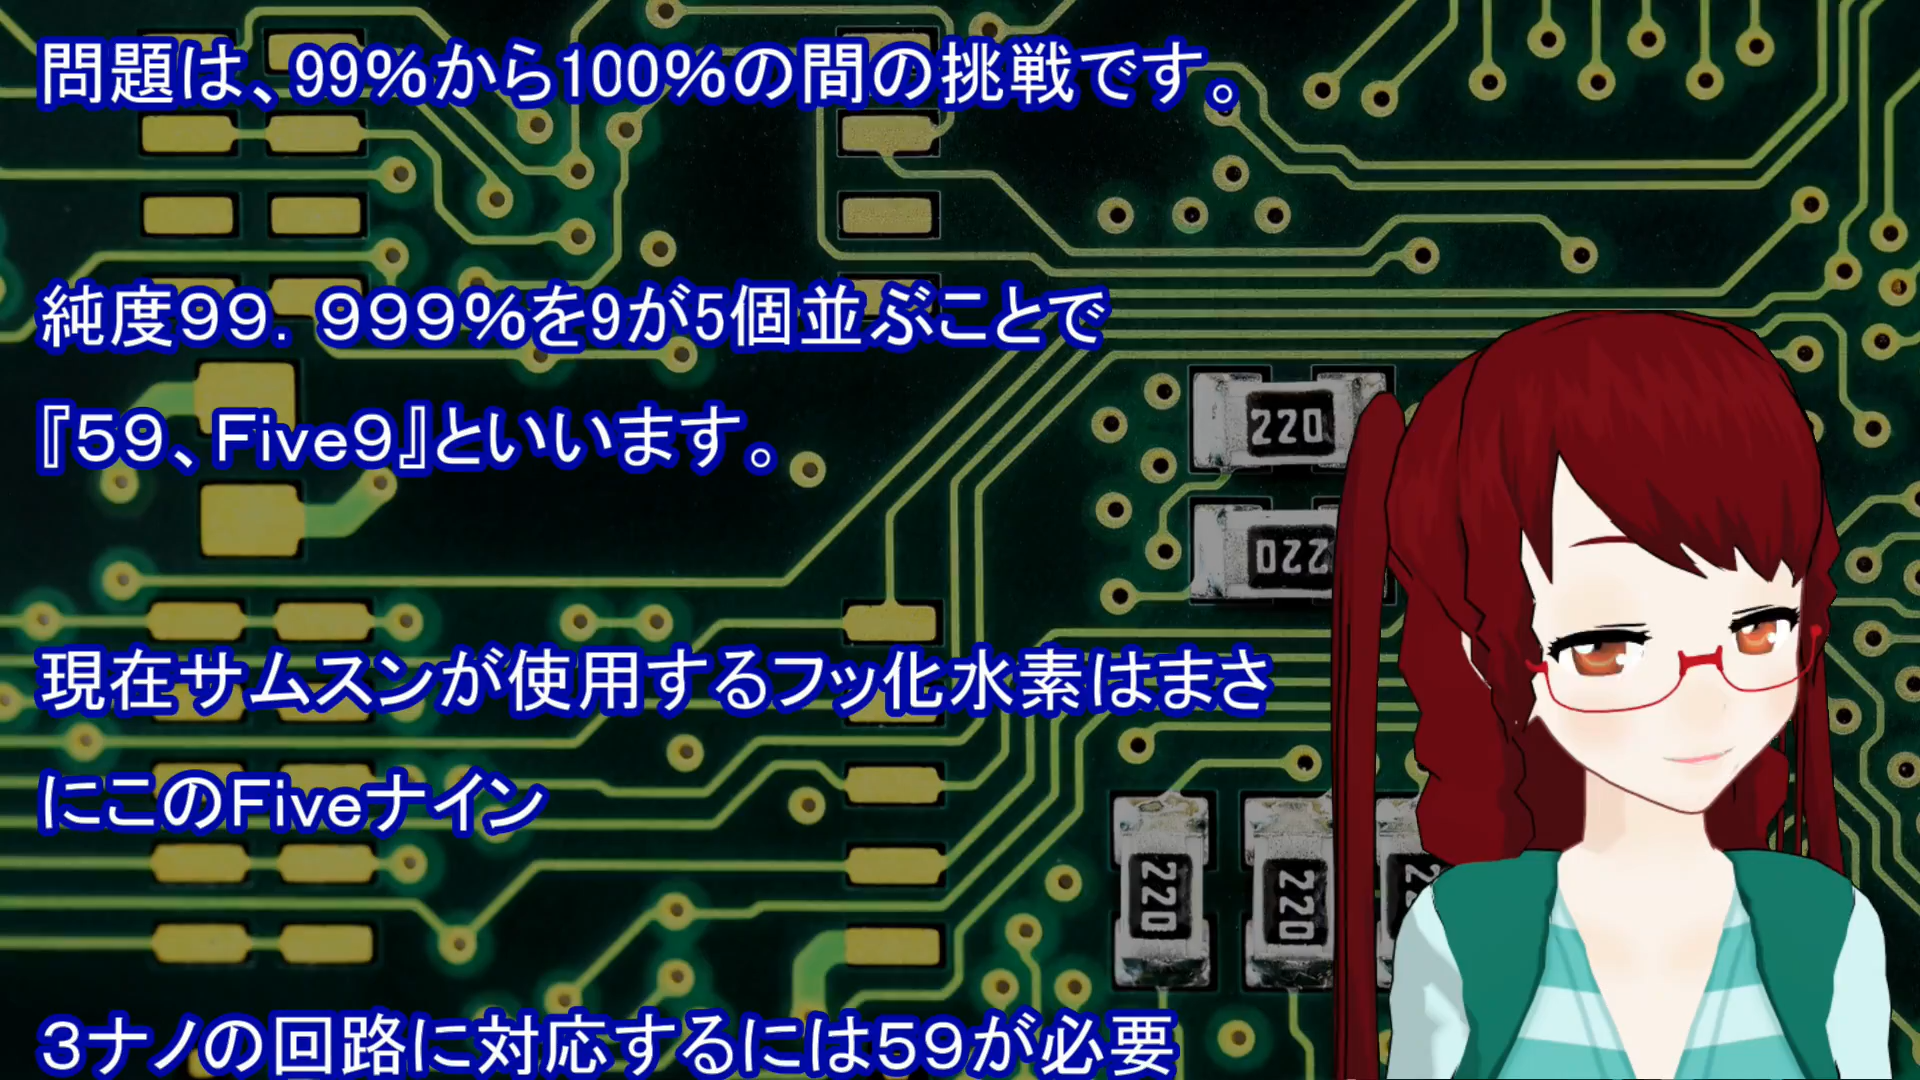 問題は、99%から100%の間の挑戦です。
純度９９．９９９%を9が5個並ぶことで
『５９、Five９』といいます。
現在サムスンが使用するフッ化水素はまさ
にこのFiveナイン
３ナノの回路に対応するには５９が必要
220
220
220
220
22